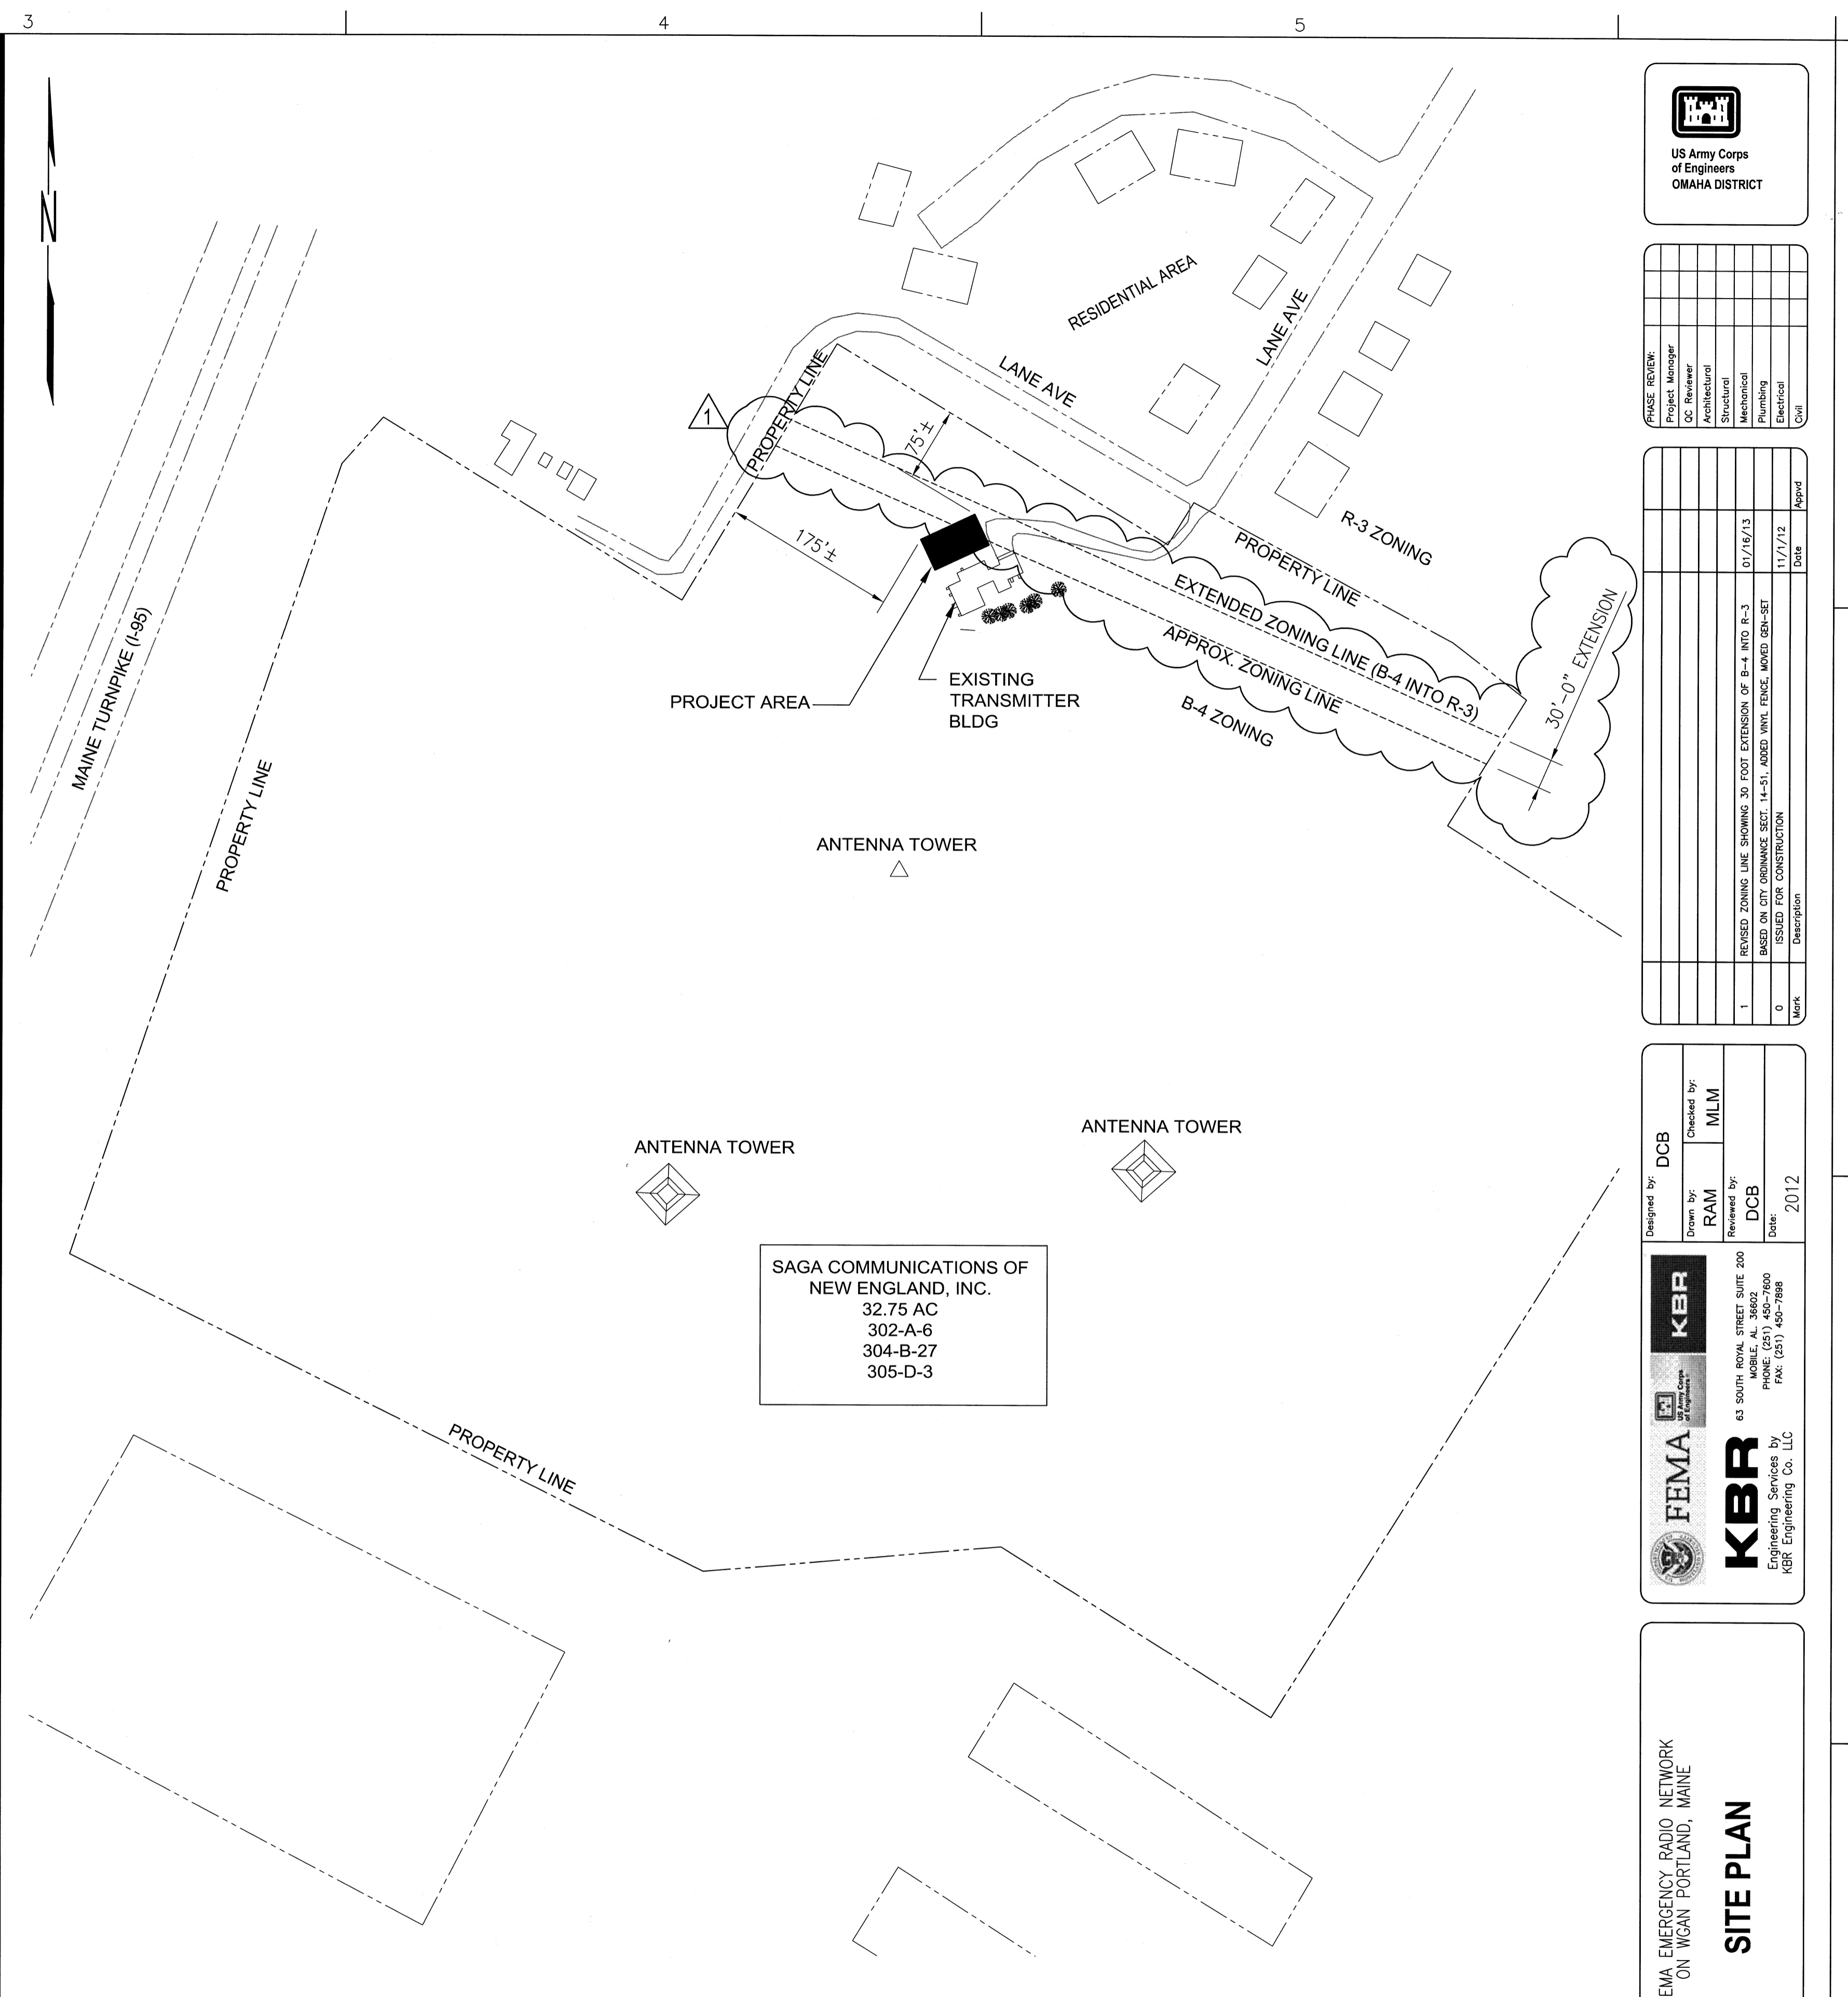 3
4
5
N
RESIDENTIAL AREA
LANE AVE
LANE AVE
PROPERTY LINE
1
75'±
175'±
R-3 ZONING
PROPERTY LINE
EXTENDED ZONING LINE (B-4 INTO R-3)
APPROX. ZONING LINE
B-4 ZONING
30'-0" EXTENSION
PROJECT AREA
EXISTING
TRANSMITTER
BLDG
MAINE TURNPIKE (I-95)
PROPERTY LINE
ANTENNA TOWER
ANTENNA TOWER
ANTENNA TOWER
SAGA COMMUNICATIONS OF
NEW ENGLAND, INC.
32.75 AC
302-A-6
304-B-27
305-D-3
PROPERTY LINE
US Army Corps
of Engineers
OMAHA DISTRICT
PHASE REVIEW:
Project Manager
QC Reviewer
Architectural
Structural
Mechanical
Plumbing
Electrical
Civil
1 REVISED ZONING LINE SHOWING 30 FOOT EXTENSION OF B-4 INTO R-3 01/16/13
BASED ON CITY ORDINANCE SECT. 14-51, ADDED VINYL FENCE, MOVED GEN-SET
0 ISSUED FOR CONSTRUCTION 11/1/12
Mark Description Date Appvd
Designed by: DCB
Drawn by: RAM
Checked by: MLM
Reviewed by: DCB
Date: 2012
FEMA
US Army Corps
of Engineers
KBR
KBR
63 SOUTH ROYAL STREET SUITE 200
MOBILE, AL. 36602
PHONE: (251) 450-7600
FAX: (251) 450-7898
Engineering Services by
KBR Engineering Co. LLC
EMA EMERGENCY RADIO NETWORK
ON WGAN PORTLAND, MAINE
SITE PLAN